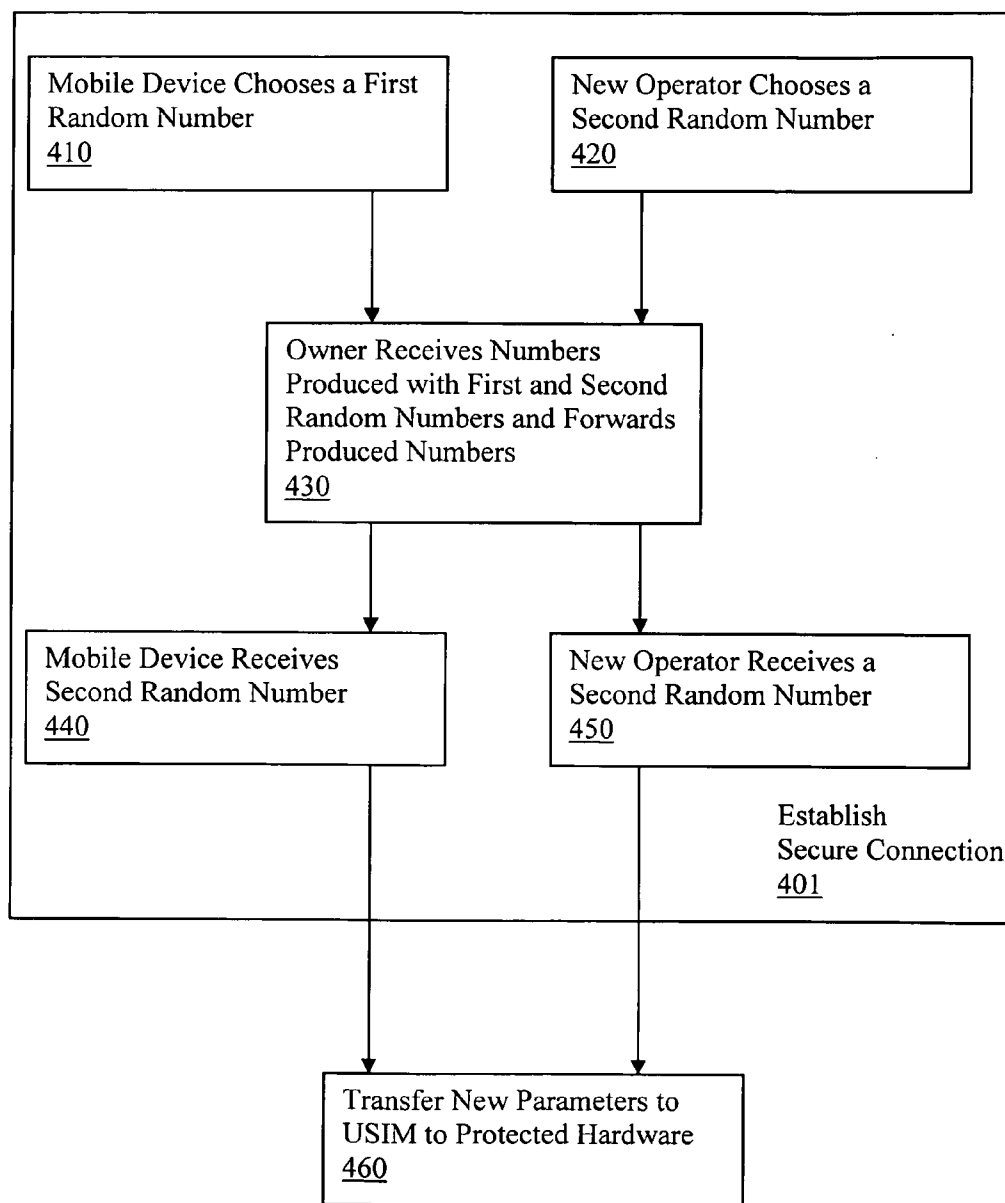 Mobile Device Chooses a First
Random Number
410
New Operator Chooses a
Second Random Number
420
Owner Receives Numbers
Produced with First and Second
Random Numbers and Forwards
Produced Numbers
430
Mobile Device Receives
Second Random Number
440
New Operator Receives a
Second Random Number
450
Establish
Secure Connection
401
Transfer New Parameters to
USIM to Protected Hardware
460